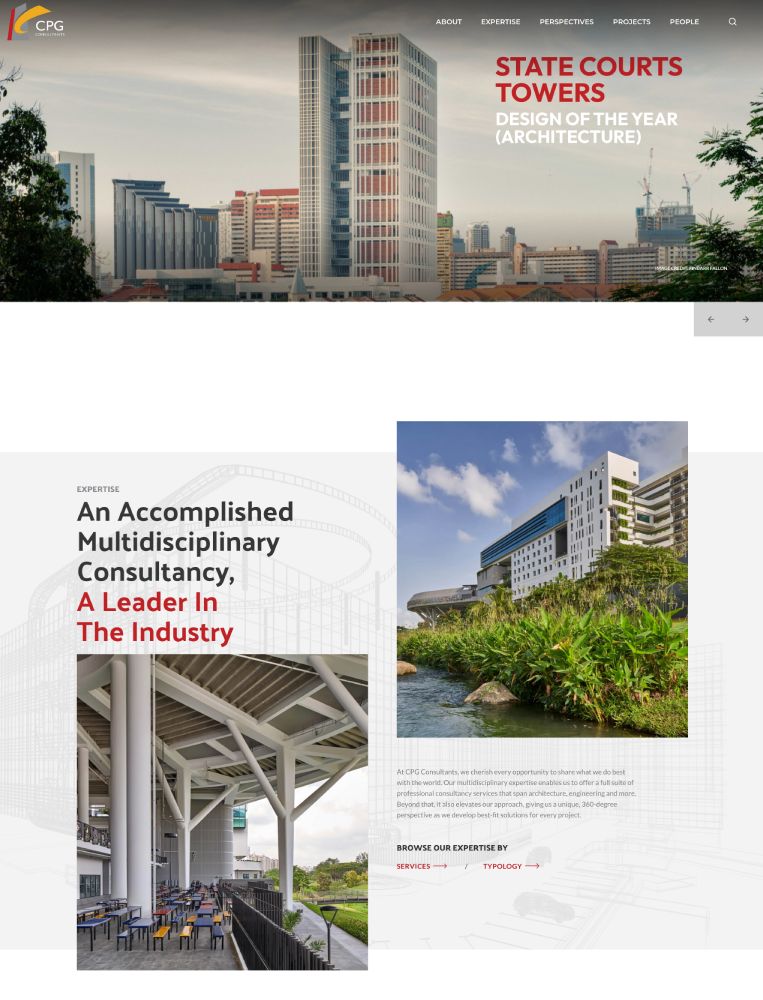 CPG
CONSULTANTS
ABOUT
EXPERTISE
PERSPECTIVES
PROJECTS
PEOPLE
STATE COURTS
TOWERS
DESIGN OF THE YEAR
(ARCHITECTURE)
IMAGE CREDIT: FINBARR FALLON
EXPERTISE
An Accomplished
Multidisciplinary
Consultancy,
A Leader In
The Industry
At CPG Consultants, we cherish every opportunity to share what we do best
with the world. Our multidisciplinary expertise enables us to offer a full suite of
professional consultancy services that span architecture, engineering and more.
Beyond that, it also elevates our approach, giving us a unique, 360-degree
perspective as we develop best-fit solutions for every project.
BROWSE OUR EXPERTISE BY
SERVICES
/
TYPOLOGY